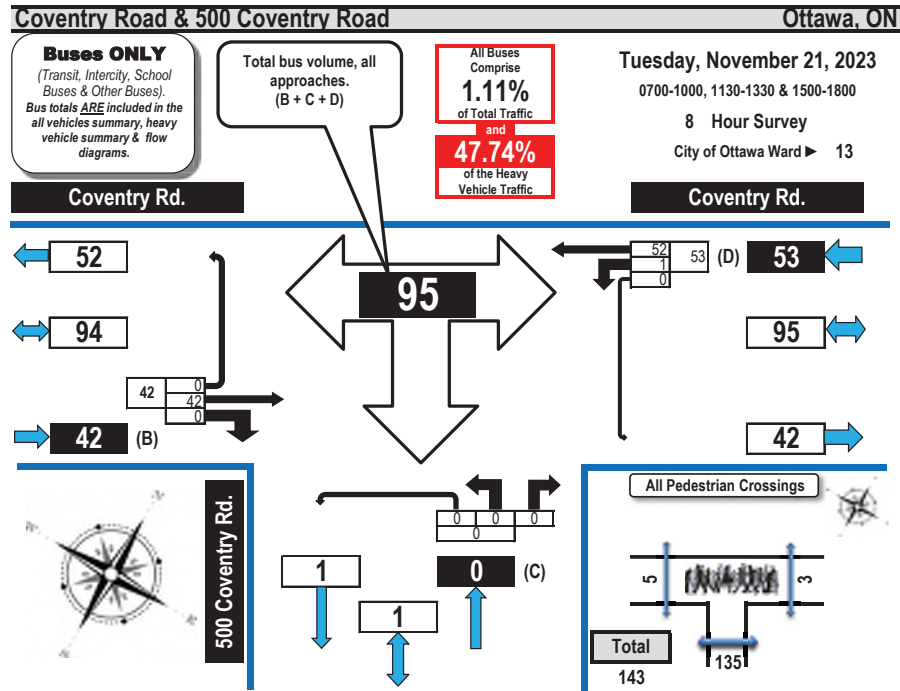 Coventry Road & 500 Coventry Road
Ottawa, ON
Buses ONLY
(Transit, Intercity, School
Buses & Other Buses).
Bus totals ARE included in the
all vehicles summary, heavy
vehicle summary & flow
diagrams.
Total bus volume, all
approaches.
(B + C + D)
All Buses
Comprise
1.11%
of Total Traffic
and
47.74%
of the Heavy
Vehicle Traffic
Tuesday, November 21, 2023
0700-1000, 1130-1330 & 1500-1800
8 Hour Survey
City of Ottawa Ward ► 13
Coventry Rd.
Coventry Rd.
52
94
42
0
42
0
42 (B)
95
52
1
0
53
(D)
53
95
42
500 Coventry Rd.
0 0 0
0
1
0 (C)
1
All Pedestrian Crossings
5
3
135
Total
143